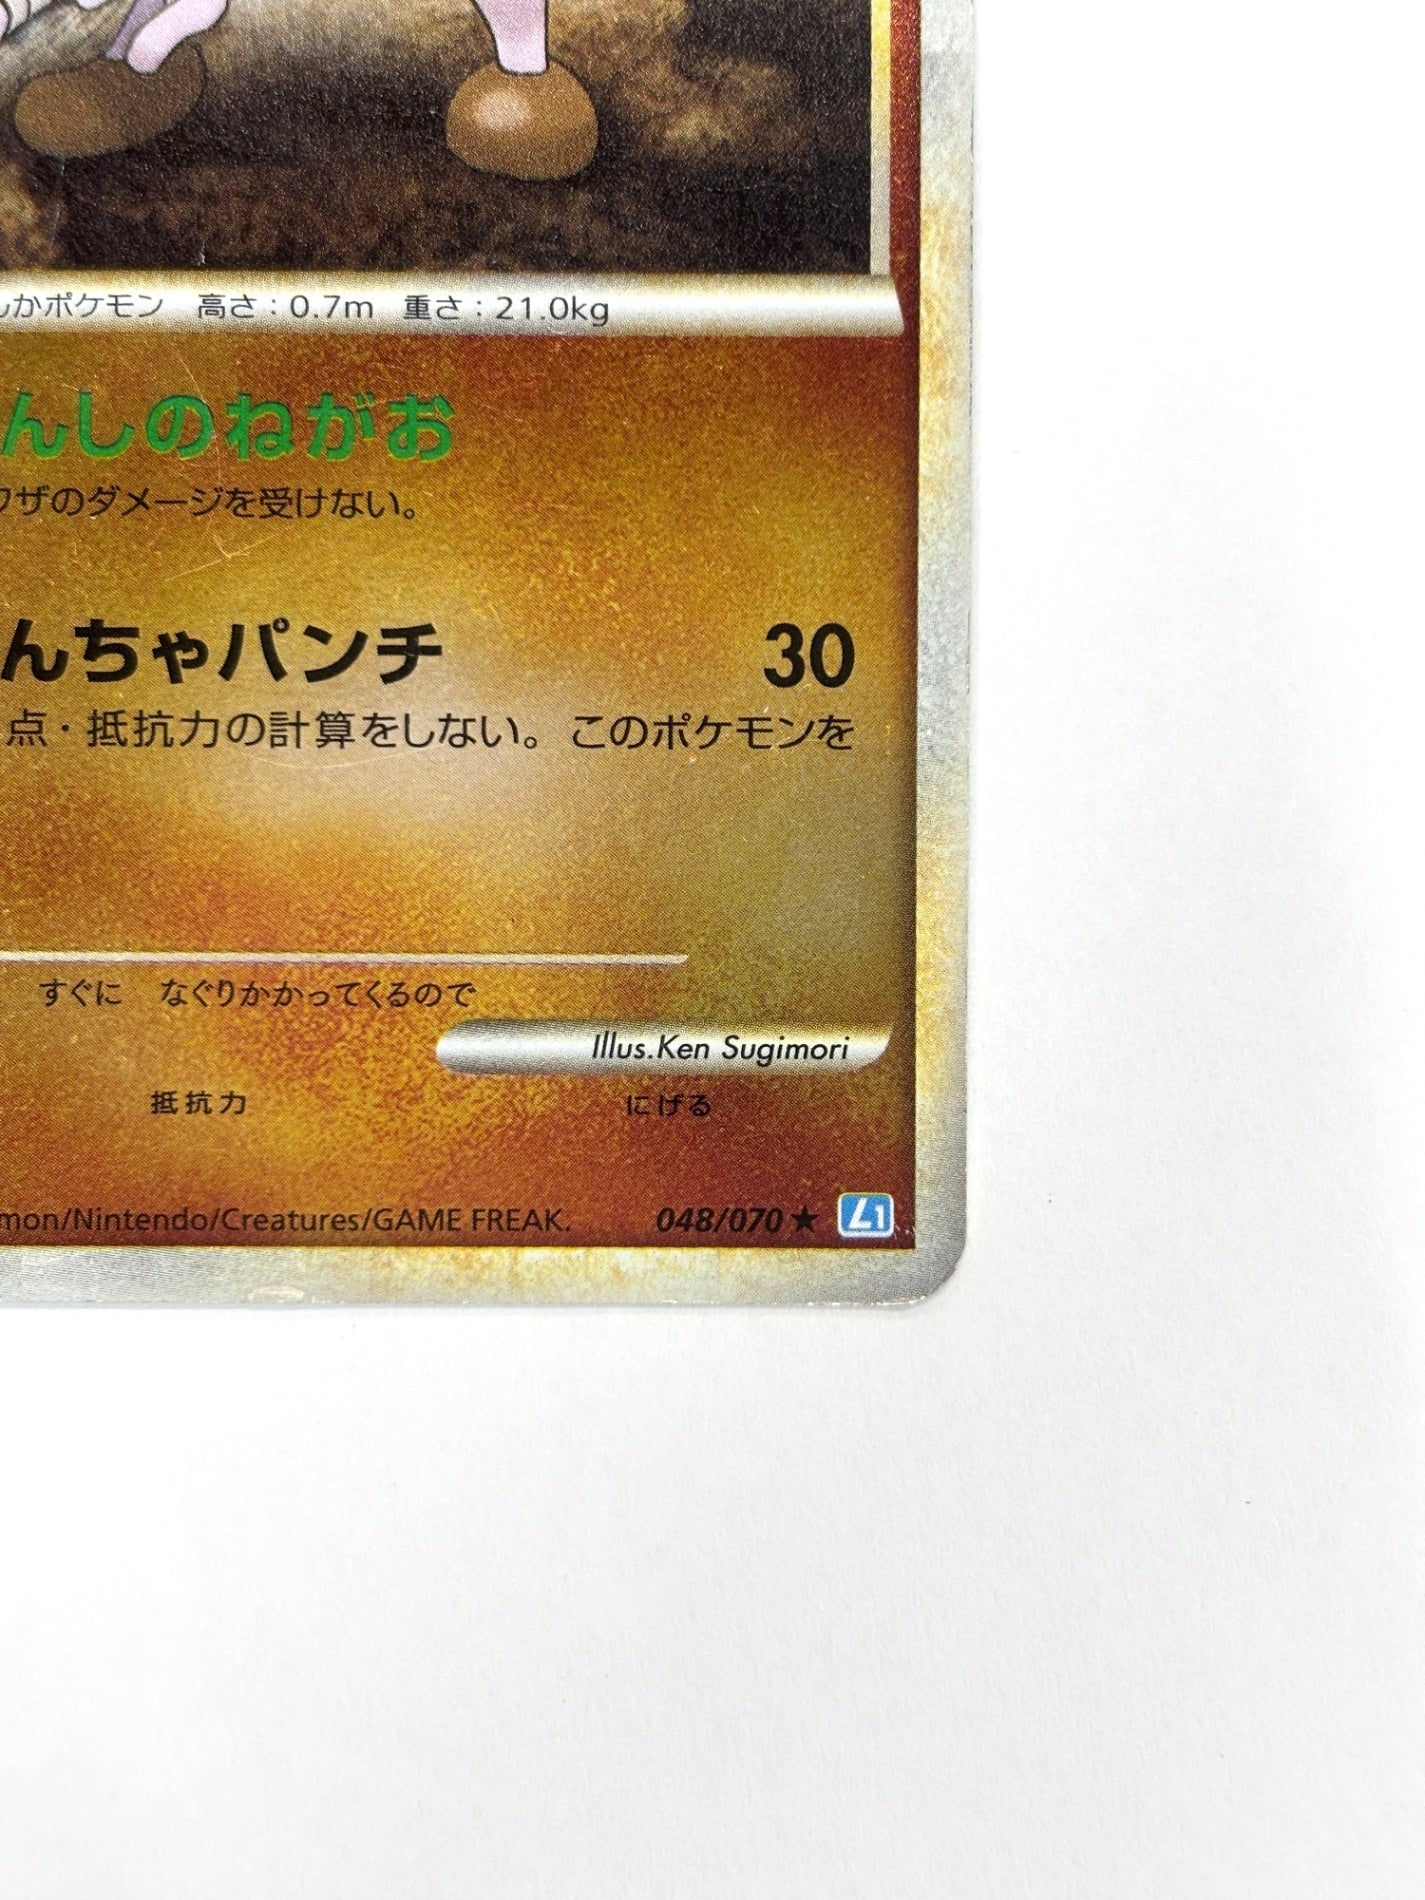 んかポケモン 高さ：0.7m 重さ：21.0kg
んしのねがお
ワザのダメージを受けない。
んちゃパンチ 30
点・抵抗力の計算をしない。このポケモンを
すぐに なぐりかかってくるので
Illus.Ken Sugimori
抵抗力 にげる
mon/Nintendo/Creatures/GAME FREAK. 048/070 ★ L1